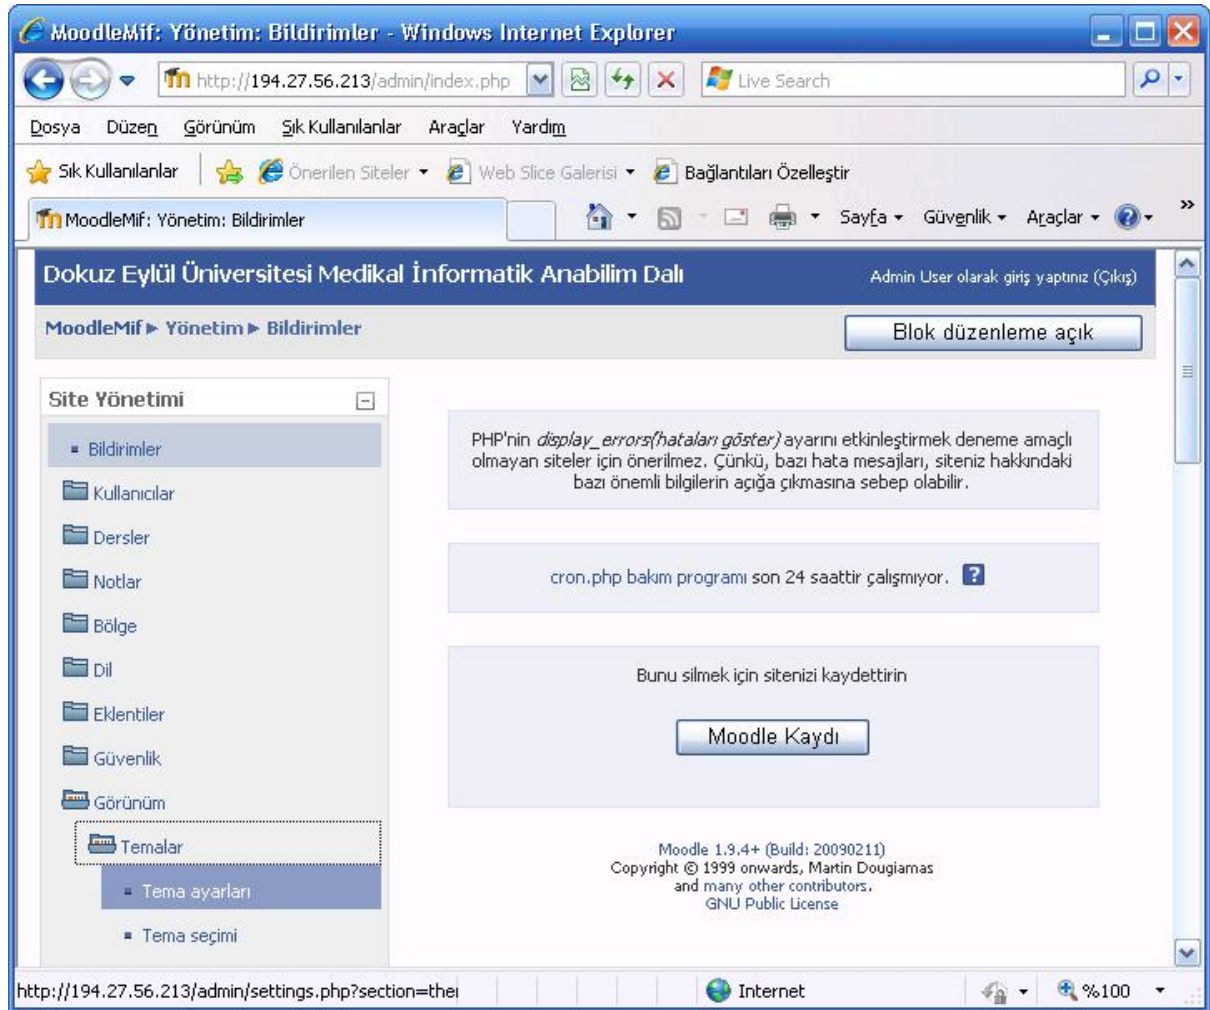 MoodleMif: Yönetim: Bildirimler - Windows Internet Explorer
http://194.27.56.213/admin/index.php
Live Search
Dosya Düzen Görünüm Sık Kullanılanlar Araçlar Yardım
Sık Kullanılanlar Önerilen Siteler Web Slice Galerisi Bağlantıları Özelleştir
MoodleMif: Yönetim: Bildirimler
Sayfa Güvenlik Araçlar »
Dokuz Eylül Üniversitesi Medikal İnformatik Anabilim Dalı
Admin User olarak giriş yaptınız (Çıkış)
MoodleMif ► Yönetim ► Bildirimler
Blok düzenleme açık
Site Yönetimi
Bildirimler
Kullanıcılar
Dersler
Notlar
Bölge
Dil
Eklentiler
Güvenlik
Görünüm
Temalar
Tema ayarları
Tema seçimi
PHP'nin display_errors(hataları göster) ayarını etkinleştirmek deneme amaçlı
olmayan siteler için önerilmez. Çünkü, bazı hata mesajları, siteniz hakkındaki
bazı önemli bilgilerin açığa çıkmasına sebep olabilir.
cron.php bakım programı son 24 saattir çalışmıyor. ?
Bunu silmek için sitenizi kaydettirin
Moodle Kaydı
Moodle 1.9.4+ (Build: 20090211)
Copyright © 1999 onwards, Martin Dougiamas
and many other contributors.
GNU Public License
http://194.27.56.213/admin/settings.php?section=the
Internet
%100